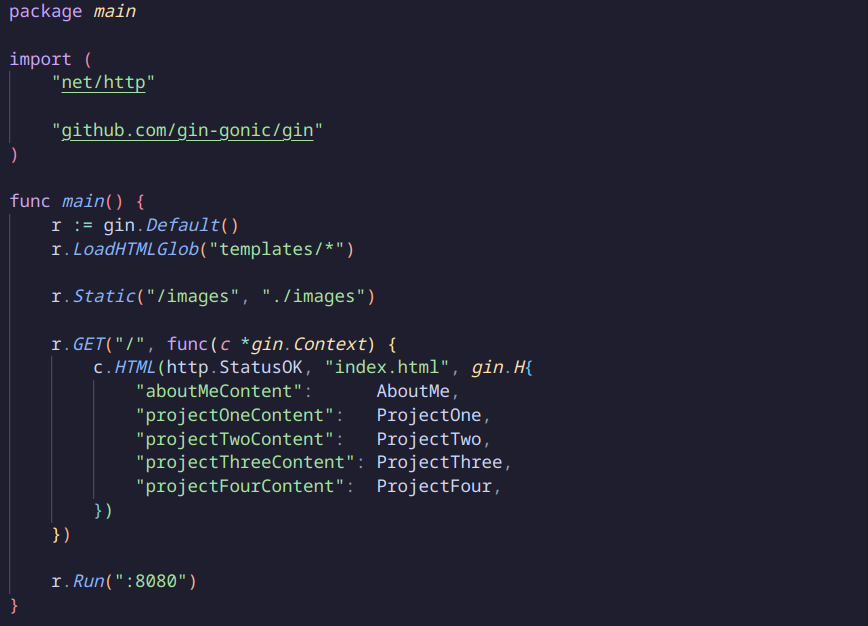 package main
import (
    "net/http"
    "github.com/gin-gonic/gin"
)
func main() {
    r := gin.Default()
    r.LoadHTMLGlob("templates/*")
    r.Static("/images", "./images")
    r.GET("/", func(c *gin.Context) {
        c.HTML(http.StatusOK, "index.html", gin.H{
            "aboutMeContent":      AboutMe,
            "projectOneContent":   ProjectOne,
            "projectTwoContent":   ProjectTwo,
            "projectThreeContent": ProjectThree,
            "projectFourContent":  ProjectFour,
        })
    })
    r.Run(":8080")
}